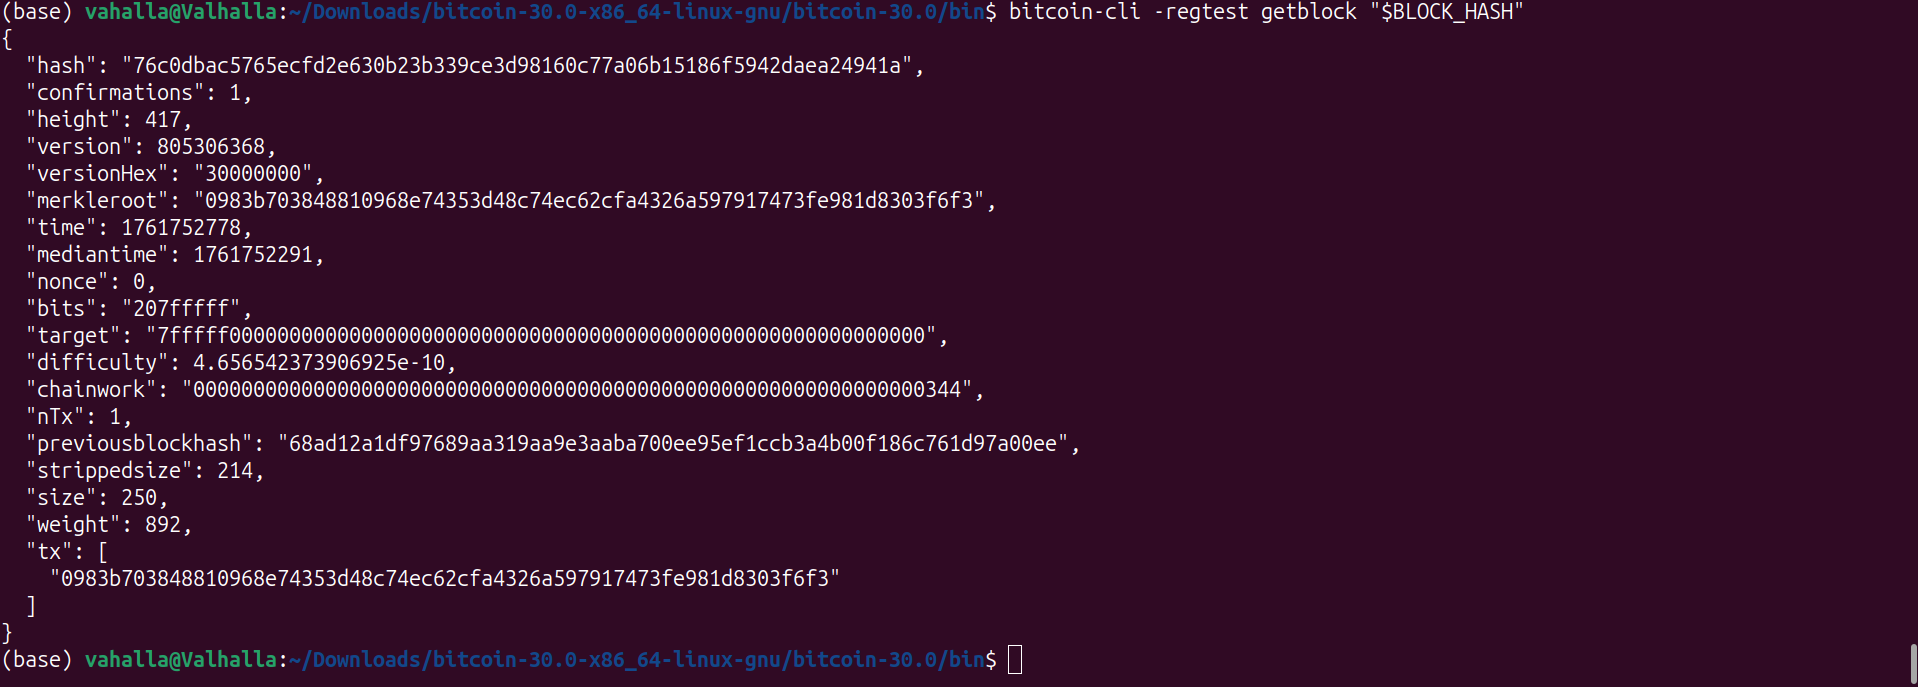 (base) vahalla@Valhalla:~/Downloads/bitcoin-30.0-x86_64-linux-gnu/bitcoin-30.0/bin$ bitcoin-cli -regtest getblock "$BLOCK_HASH"
{
  "hash": "76c0dbac5765ecfd2e630b23b339ce3d98160c77a06b15186f5942daea24941a",
  "confirmations": 1,
  "height": 417,
  "version": 805306368,
  "versionHex": "30000000",
  "merkleroot": "0983b703848810968e74353d48c74ec62cfa4326a597917473fe981d8303f6f3",
  "time": 1761752778,
  "mediantime": 1761752291,
  "nonce": 0,
  "bits": "207fffff",
  "target": "7fffff0000000000000000000000000000000000000000000000000000000000",
  "difficulty": 4.656542373906925e-10,
  "chainwork": "0000000000000000000000000000000000000000000000000000000000000344",
  "nTx": 1,
  "previousblockhash": "68ad12a1df97689aa319aa9e3aaba700ee95ef1ccb3a4b00f186c761d97a00ee",
  "strippedsize": 214,
  "size": 250,
  "weight": 892,
  "tx": [
    "0983b703848810968e74353d48c74ec62cfa4326a597917473fe981d8303f6f3"
  ]
}
(base) vahalla@Valhalla:~/Downloads/bitcoin-30.0-x86_64-linux-gnu/bitcoin-30.0/bin$